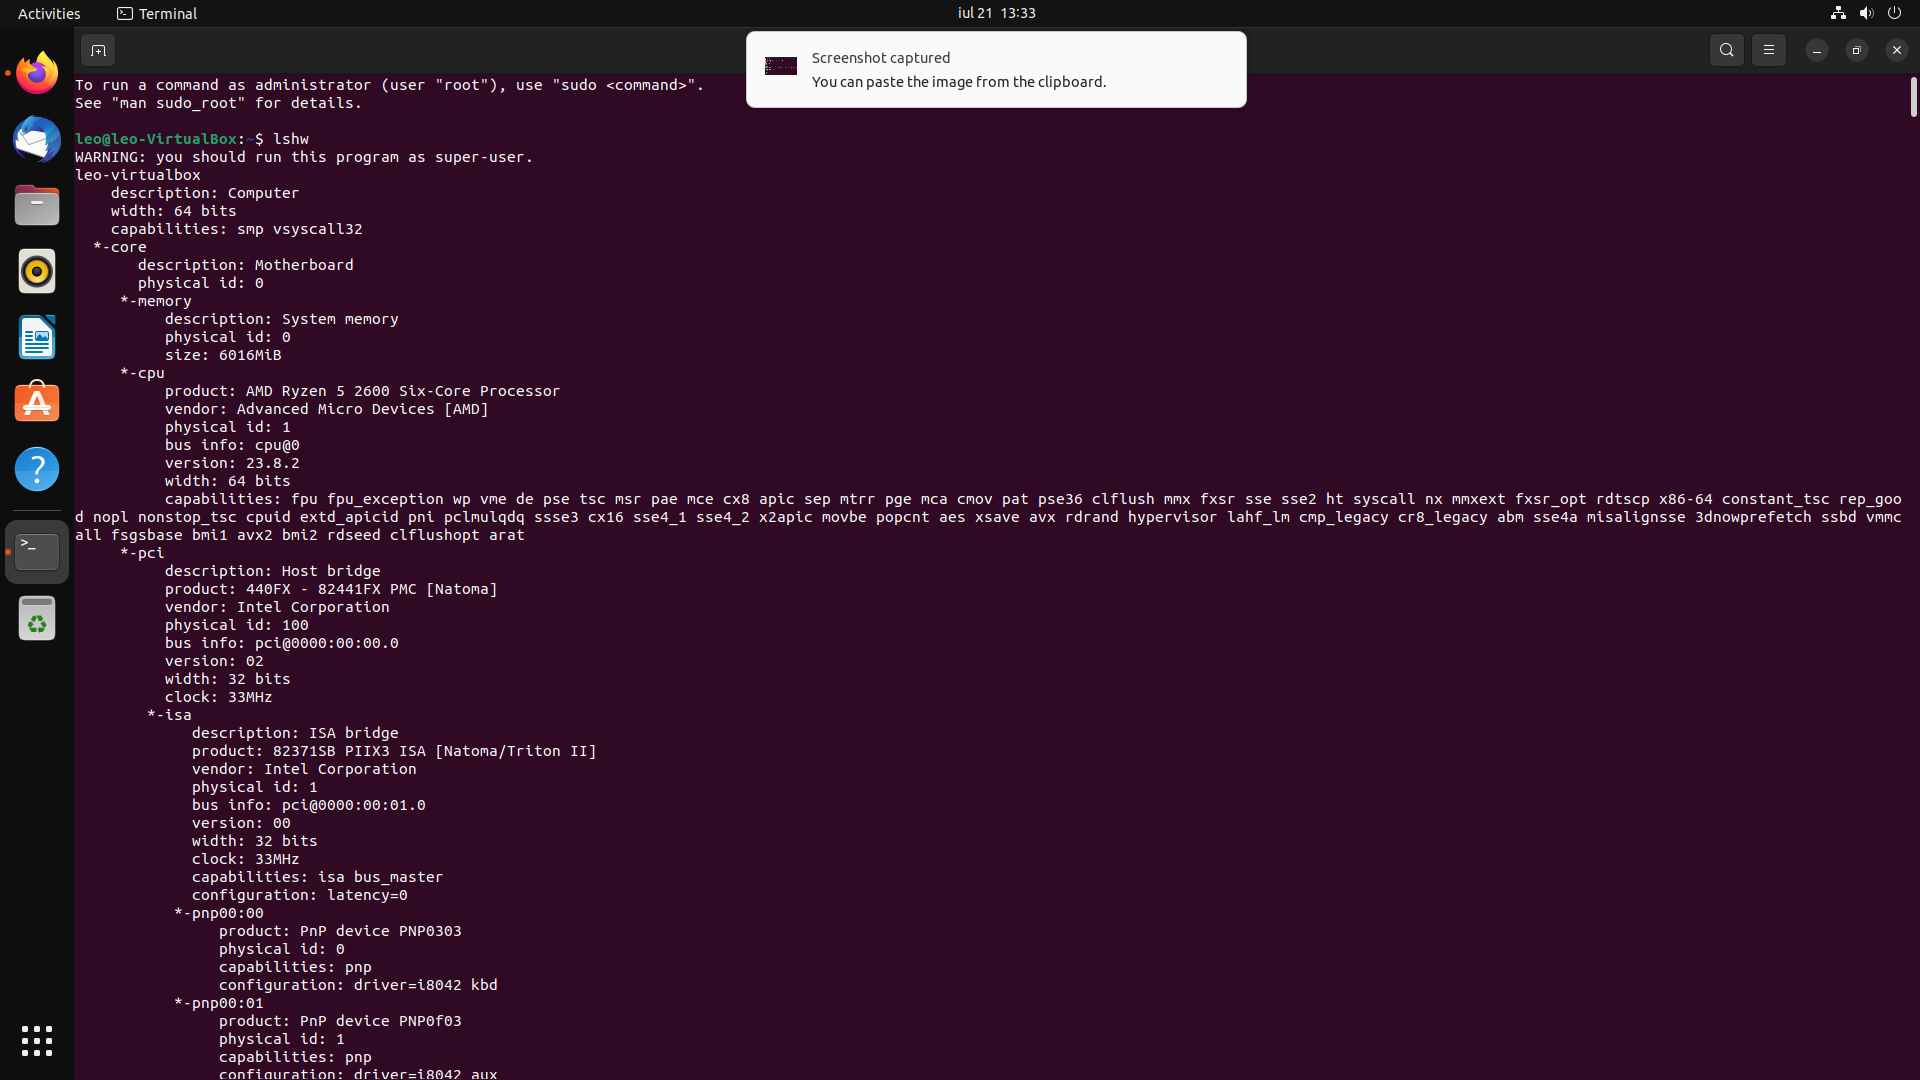 Activities
Terminal
iul 21 13:33
Screenshot captured
You can paste the image from the clipboard.
To run a command as administrator (user "root"), use "sudo <command>".
See "man sudo_root" for details.
leo@leo-VirtualBox:~$ lshw
WARNING: you should run this program as super-user.
leo-virtualbox
description: Computer
width: 64 bits
capabilities: smp vsyscall32
*-core
description: Motherboard
physical id: 0
*-memory
description: System memory
physical id: 0
size: 6016MiB
*-cpu
product: AMD Ryzen 5 2600 Six-Core Processor
vendor: Advanced Micro Devices [AMD]
physical id: 1
bus info: cpu@0
version: 23.8.2
width: 64 bits
capabilities: fpu fpu_exception wp vme de pse tsc msr pae mce cx8 apic sep mtrr pge mca cmov pat pse36 clflush mmx fxsr sse sse2 ht syscall nx mmxext fxsr_opt rdtscp x86-64 constant_tsc rep_goo
d nopl nonstop_tsc cpuid extd_apicid pni pclmulqdq ssse3 cx16 sse4_1 sse4_2 x2apic movbe popcnt aes xsave avx rdrand hypervisor lahf_lm cmp_legacy cr8_legacy abm sse4a misalignsse 3dnowprefetch ssbd vmmc
all fsgsbase bmi1 avx2 bmi2 rdseed clflushopt arat
*-pci
description: Host bridge
product: 440FX - 82441FX PMC [Natoma]
vendor: Intel Corporation
physical id: 100
bus info: pci@0000:00:00.0
version: 02
width: 32 bits
clock: 33MHz
*-isa
description: ISA bridge
product: 82371SB PIIX3 ISA [Natoma/Triton II]
vendor: Intel Corporation
physical id: 1
bus info: pci@0000:00:01.0
version: 00
width: 32 bits
clock: 33MHz
capabilities: isa bus_master
configuration: latency=0
*-pnp00:00
product: PnP device PNP0303
physical id: 0
capabilities: pnp
configuration: driver=i8042 kbd
*-pnp00:01
product: PnP device PNP0f03
physical id: 1
capabilities: pnp
configuration: driver=i8042 aux